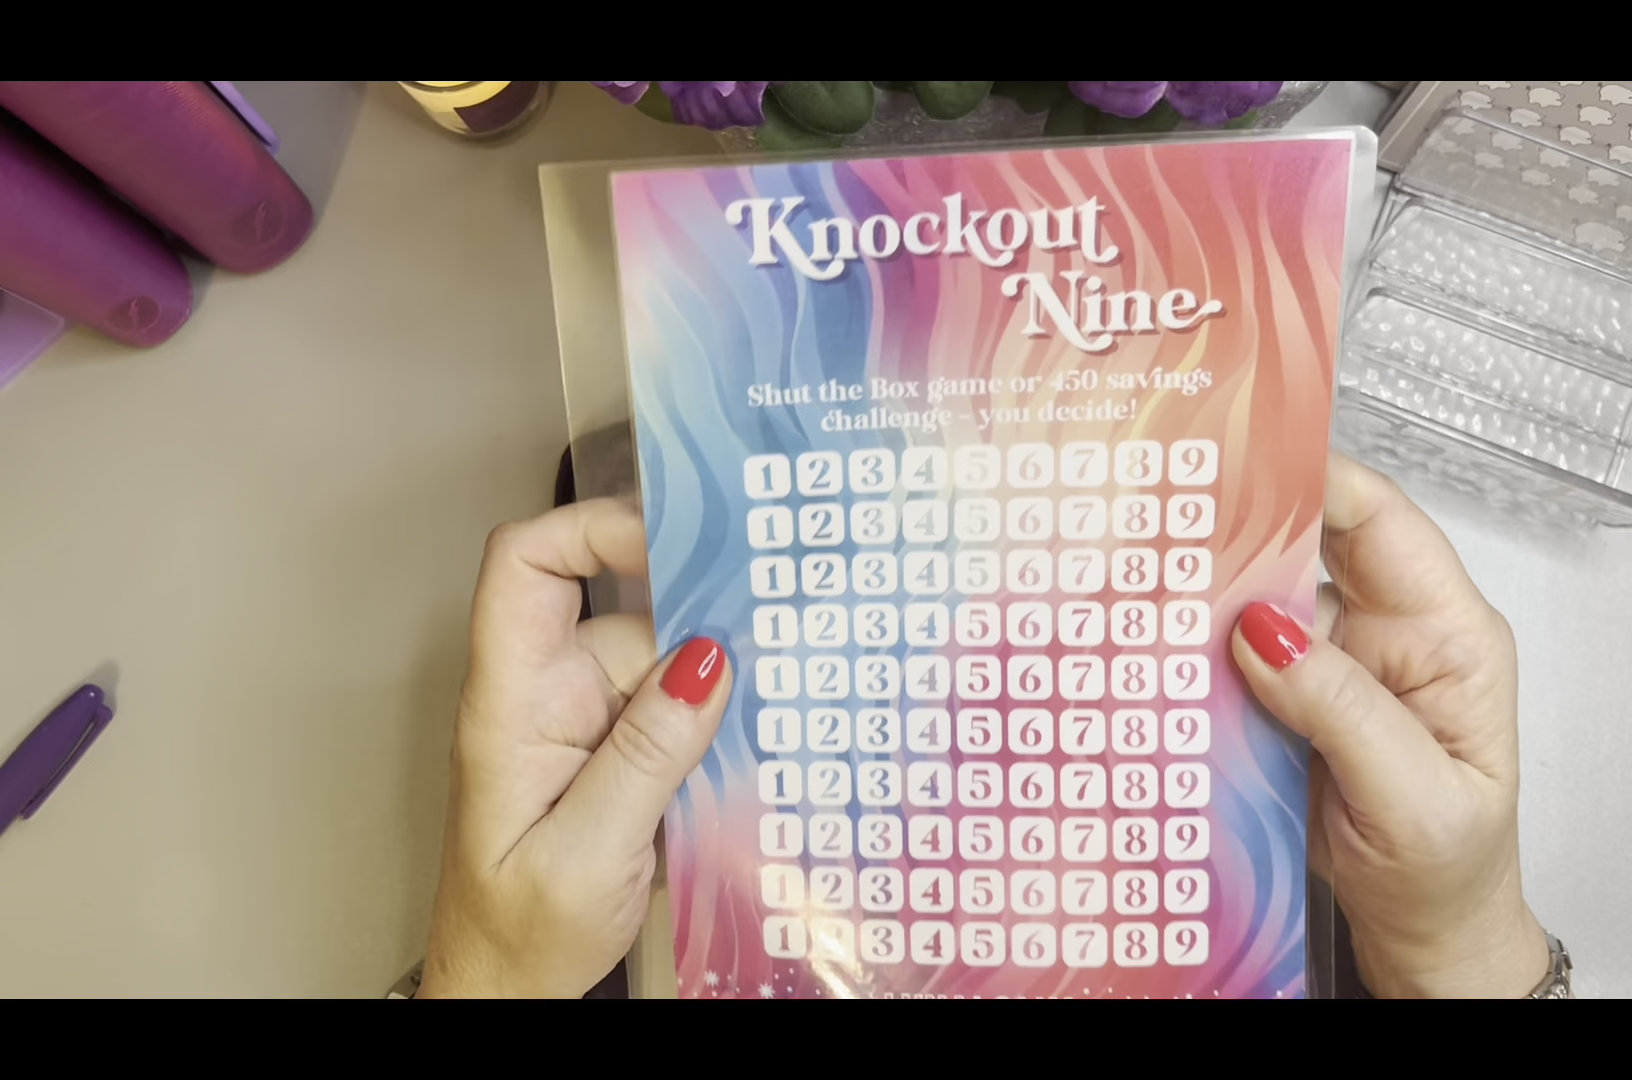 Knockout
Nine
Shut the Box game or 450 savings
challenge - you decide!
1 2 3 4 5 6 7 8 9
1 2 3 4 5 6 7 8 9
1 2 3 4 5 6 7 8 9
1 2 3 4 5 6 7 8 9
1 2 3 4 5 6 7 8 9
1 2 3 4 5 6 7 8 9
1 2 3 4 5 6 7 8 9
1 2 3 4 5 6 7 8 9
1 2 3 4 5 6 7 8 9
1 3 4 5 6 7 8 9